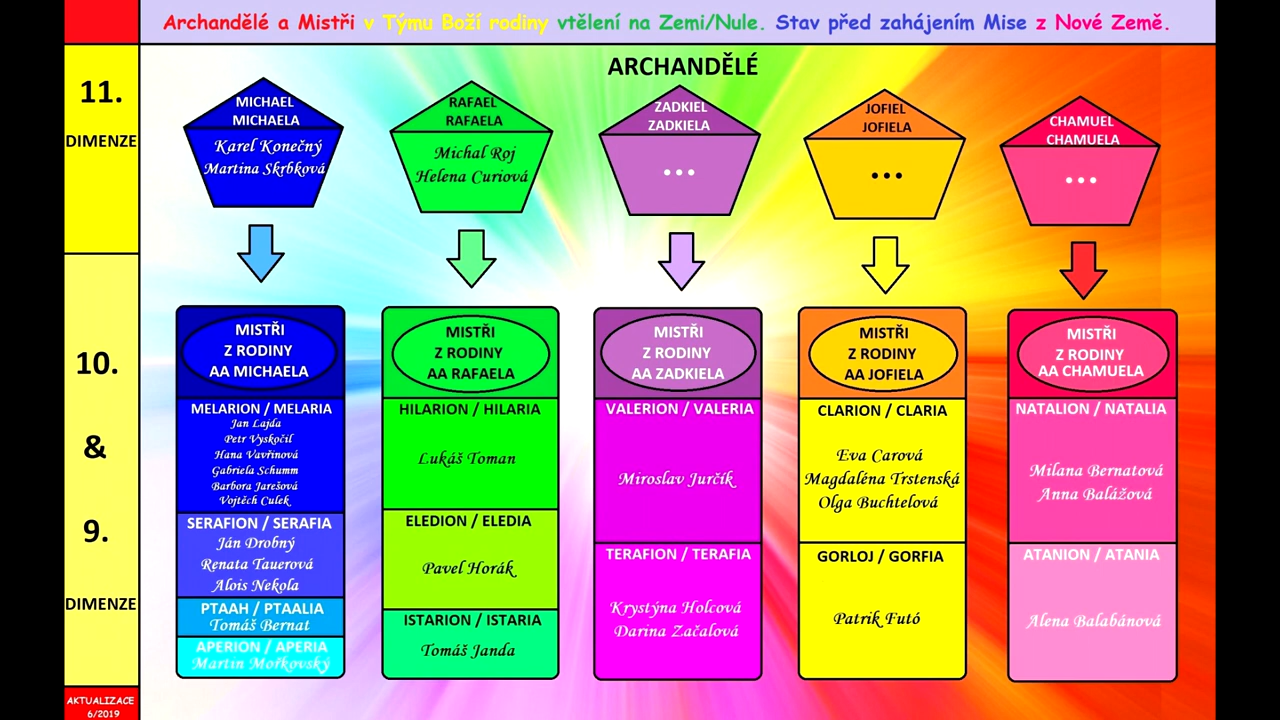 Archandělé a Mistři v Týmu Boží rodiny vtělení na Zemi/Nule. Stav před zahájením Mise z Nové Země.
11.
DIMENZE
ARCHANDĚLÉ
MICHAEL
MICHAELA
Karel Konečný
Martina Skrbková
RAFAEL
RAFAELA
Michal Roj
Helena Curiová
ZADKIEL
ZADKIELA
...
JOFIEL
JOFIELA
...
CHAMUEL
CHAMUELA
...
10.
&
9.
DIMENZE
MISTŘI
Z RODINY
AA MICHAELA
MELARION / MELARIA
Jan Lajda
Petr Vyskočil
Hana Vavřinová
Gabriela Schumm
Barbora Jarešová
Vojtěch Culek
SERAFION / SERAFIA
Ján Drobný
Renata Tauerová
Alois Nekola
PTAAH / PTAALIA
Tomáš Bernat
APERION / APERIA
Martin Mořkovský
MISTŘI
Z RODINY
AA RAFAELA
HILARION / HILARIA
Lukáš Toman
ELEDION / ELEDIA
Pavel Horák
ISTARION / ISTARIA
Tomáš Janda
MISTŘI
Z RODINY
AA ZADKIELA
VALERION / VALERIA
Miroslav Jurčík
TERAFION / TERAFIA
Krystýna Holcová
Darina Začalová
MISTŘI
Z RODINY
AA JOFIELA
CLARION / CLARIA
Eva Carová
Magdaléna Trstenská
Olga Buchtelová
GORLOJ / GORFIA
Patrik Futó
MISTŘI
Z RODINY
AA CHAMUELA
NATALION / NATALIA
Milana Bernatová
Anna Balážová
ATANION / ATANIA
Alena Balabánová
AKTUALIZACE
6/2019